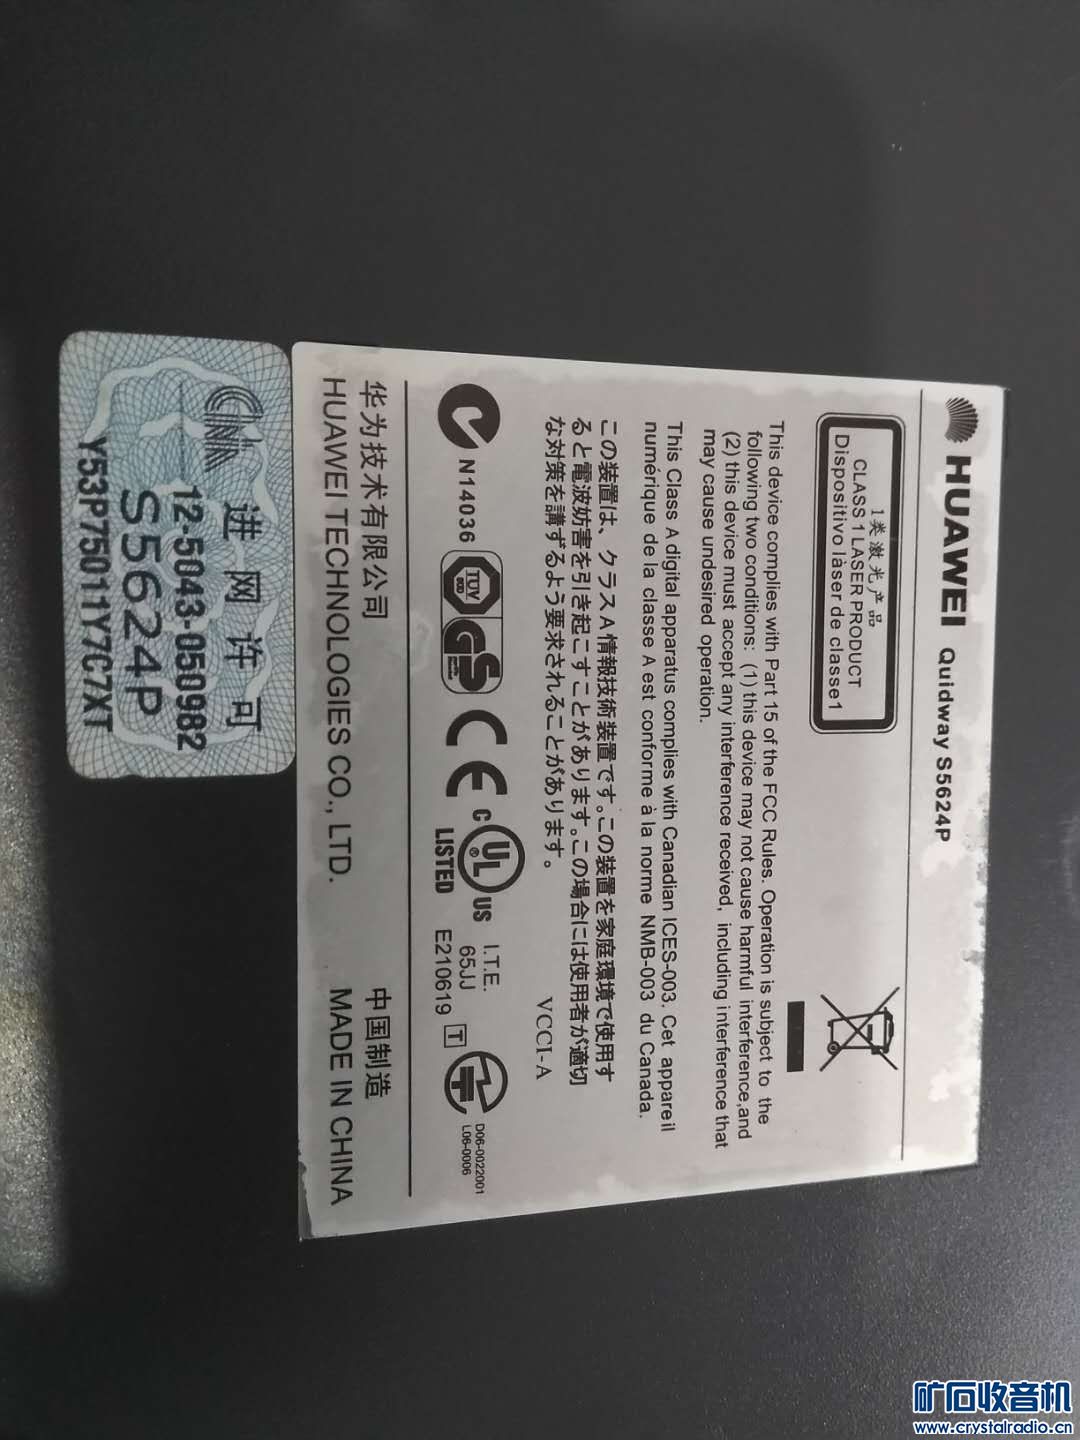 HUAWEI Quidway S5624P
1类激光产品
CLASS 1 LASER PRODUCT
Dispositivo làser de classe1
This device complies with Part 15 of the FCC Rules. Operation is subject to the
following two conditions: (1) this device may not cause harmful interference,and
(2) this device must accept any interference received, including interference that
may cause undesired operation.
This Class A digital apparatus complies with Canadian ICES-003. Cet appareil
numérique de la classe A est conforme à la norme NMB-003 du Canada.
この装置は、クラスA情報技術装置です。この装置を家庭環境で使用す
ると電波妨害を引き起こすことがあります。この場合には使用者が適切
な対策を講ずるよう要求されることがあります。
VCCI-A
N14036
TÜV
GS
CE
C UL US
®
LISTED
I.T.E.
65JJ
E210619
T
D06-0022001
L06-0006
华为技术有限公司
中国制造
HUAWEI TECHNOLOGIES CO., LTD.
MADE IN CHINA
进网许可
12-5043-050982
S5624P
Y53P75011Y7C7XT
矿石收音机
www.crystalradio.cn